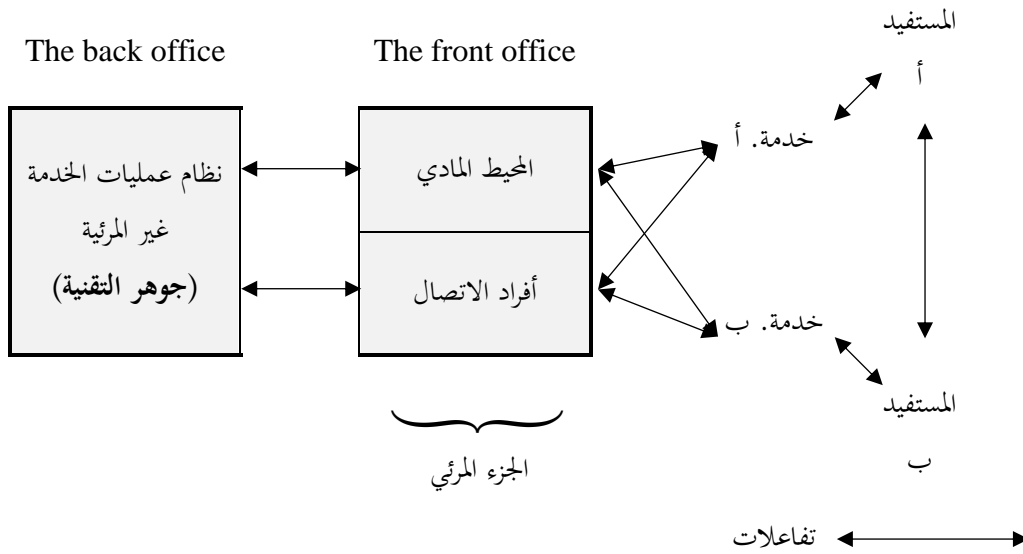 المستفيد
أ
The back office
The front office
خدمة. أ
نظام عمليات الخدمة
غير المرئية
(جوهر التقنية)
المحيط المادي
أفراد الاتصال
خدمة. ب
المستفيد
ب
الجزء المرئي
تفاعلات